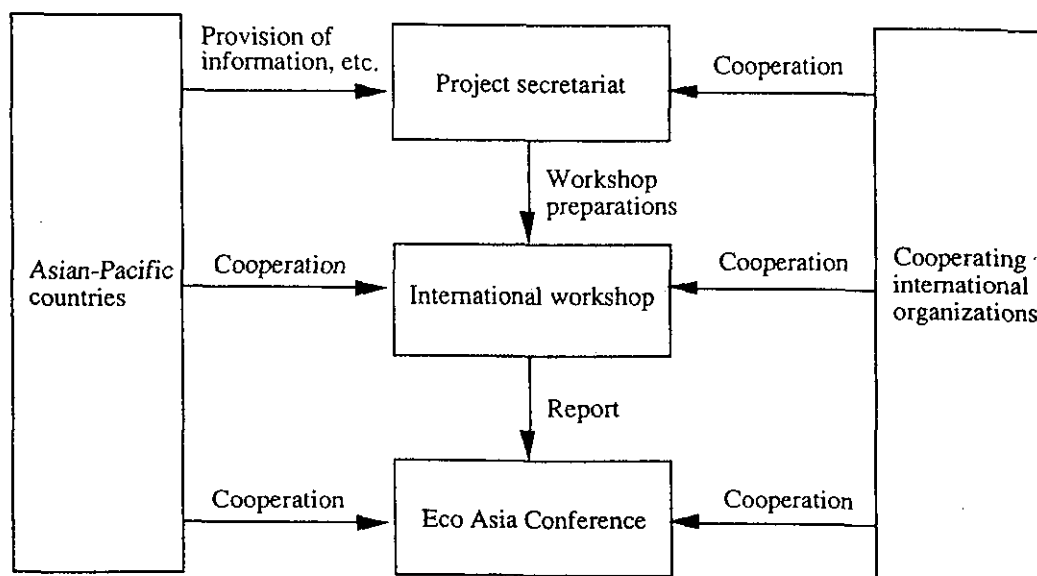 Provision of
information, etc.
Project secretariat
Cooperation
Workshop
preparations
Asian-Pacific
countries
Cooperation
International workshop
Cooperation
Cooperating
international
organizations
Report
Cooperation
Eco Asia Conference
Cooperation